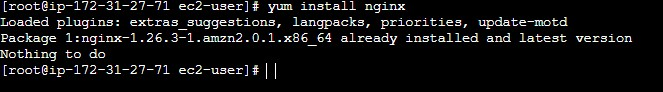 [root@ip-172-31-27-71 ec2-user]# yum install nginx
Loaded plugins: extras_suggestions, langpacks, priorities, update-motd
Package 1:nginx-1.26.3-1.amzn2.0.1.x86_64 already installed and latest version
Nothing to do
[root@ip-172-31-27-71 ec2-user]#